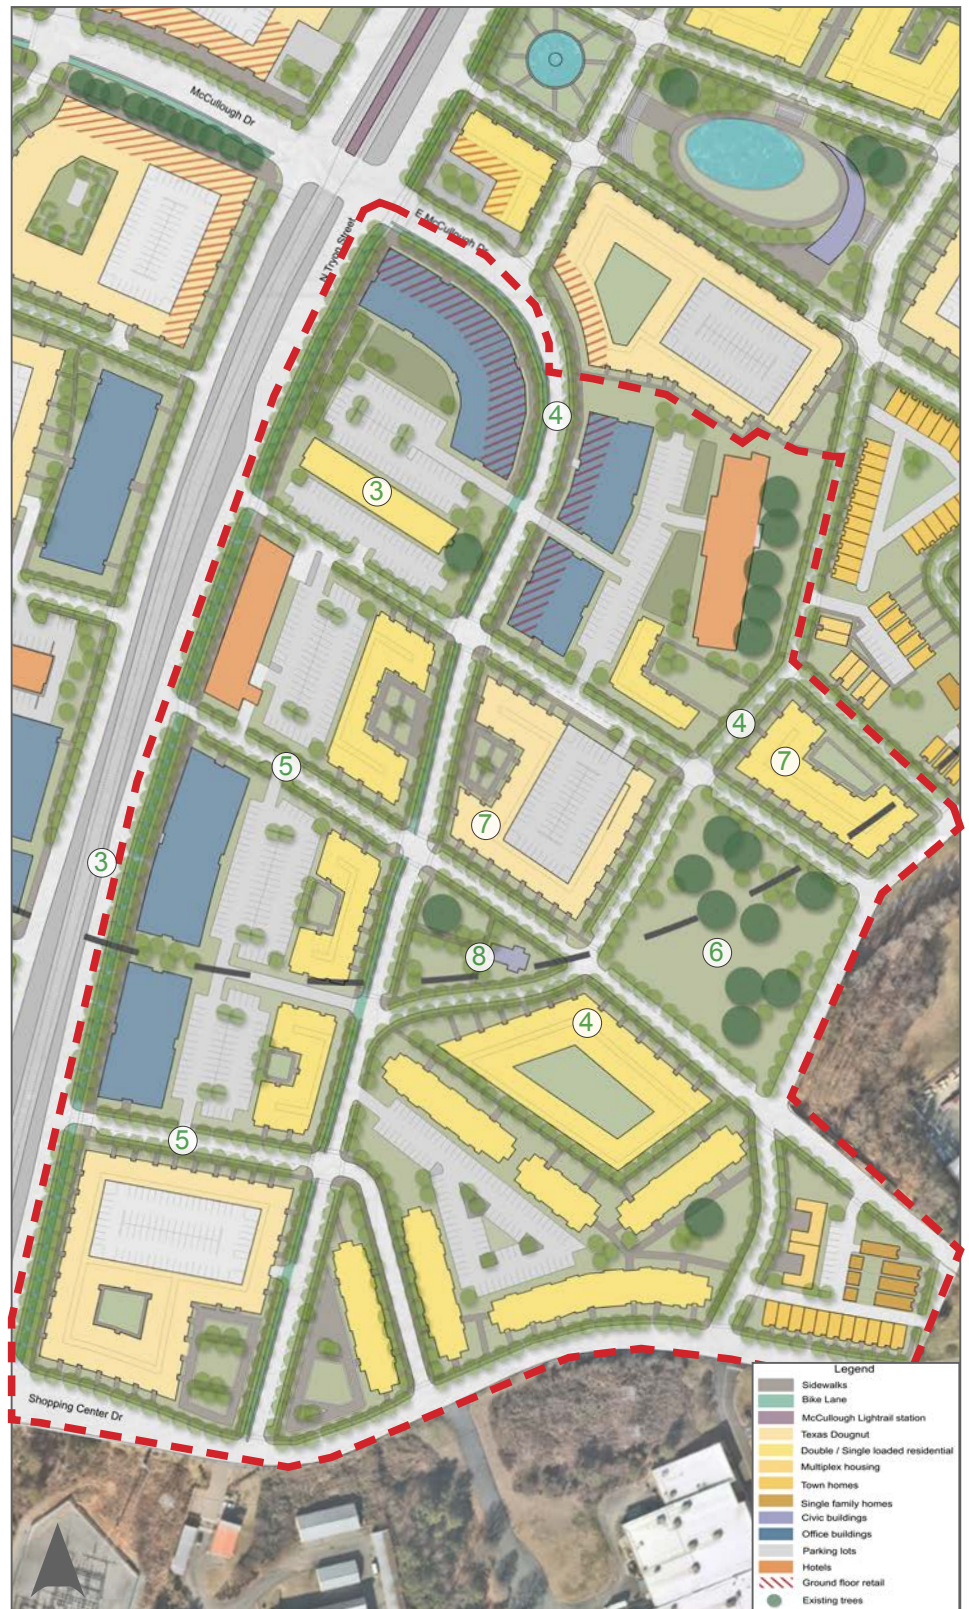 McCullough Dr
E McCullough Dr
N Tryon Street
4
3
4
7
5
7
3
8
6
4
5
Shopping Center Dr
Legend
Sidewalks
Bike Lane
McCullough Lightrail station
Texas Dougnut
Double / Single loaded residential
Multiplex housing
Town homes
Single family homes
Civic buildings
Office buildings
Parking lots
Hotels
Ground floor retail
Existing trees